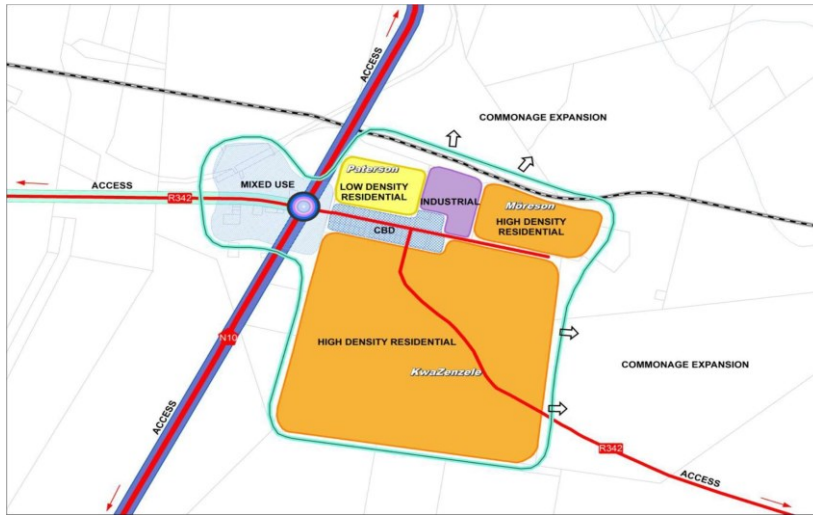 ACCESS
COMMONAGE EXPANSION
Paterson
LOW DENSITY
RESIDENTIAL
MIXED USE
ACCESS
R342
INDUSTRIAL
Moreson
HIGH DENSITY
RESIDENTIAL
CBD
N10
HIGH DENSITY RESIDENTIAL
KwaZenzele
COMMONAGE EXPANSION
ACCESS
R342
ACCESS